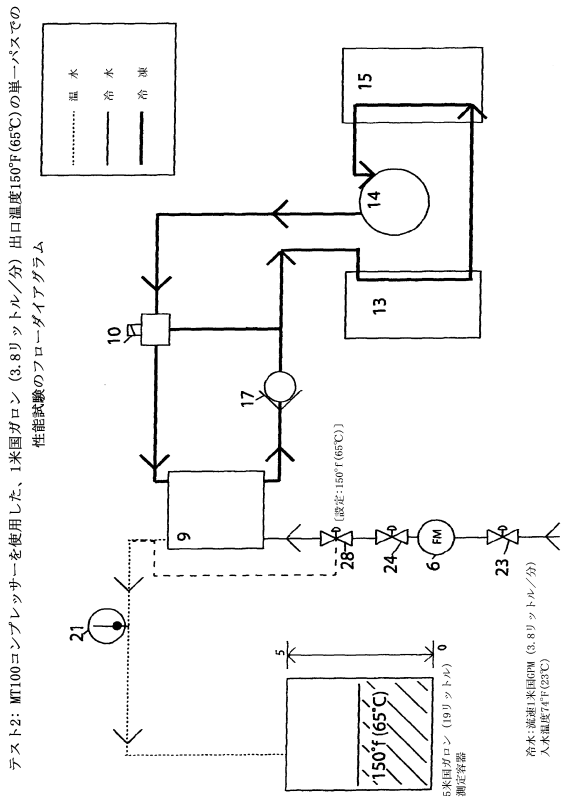 テスト2: MT100コンプレッサーを使用した、1米国ガロン（3.8リットル／分）出口温度150°F(65℃)の単一パスでの
性能試験のフローダイアグラム
温 水
冷 水
冷 凍
15
14
13
10
17
9
[設定:150°f(65℃)]
28
24
FM
6
23
21
5
0
150°f(65℃)
5米国ガロン（19リットル）
測定容器
冷水:流速1米国GPM（3.8リットル／分）
入水温度74°F(23℃)